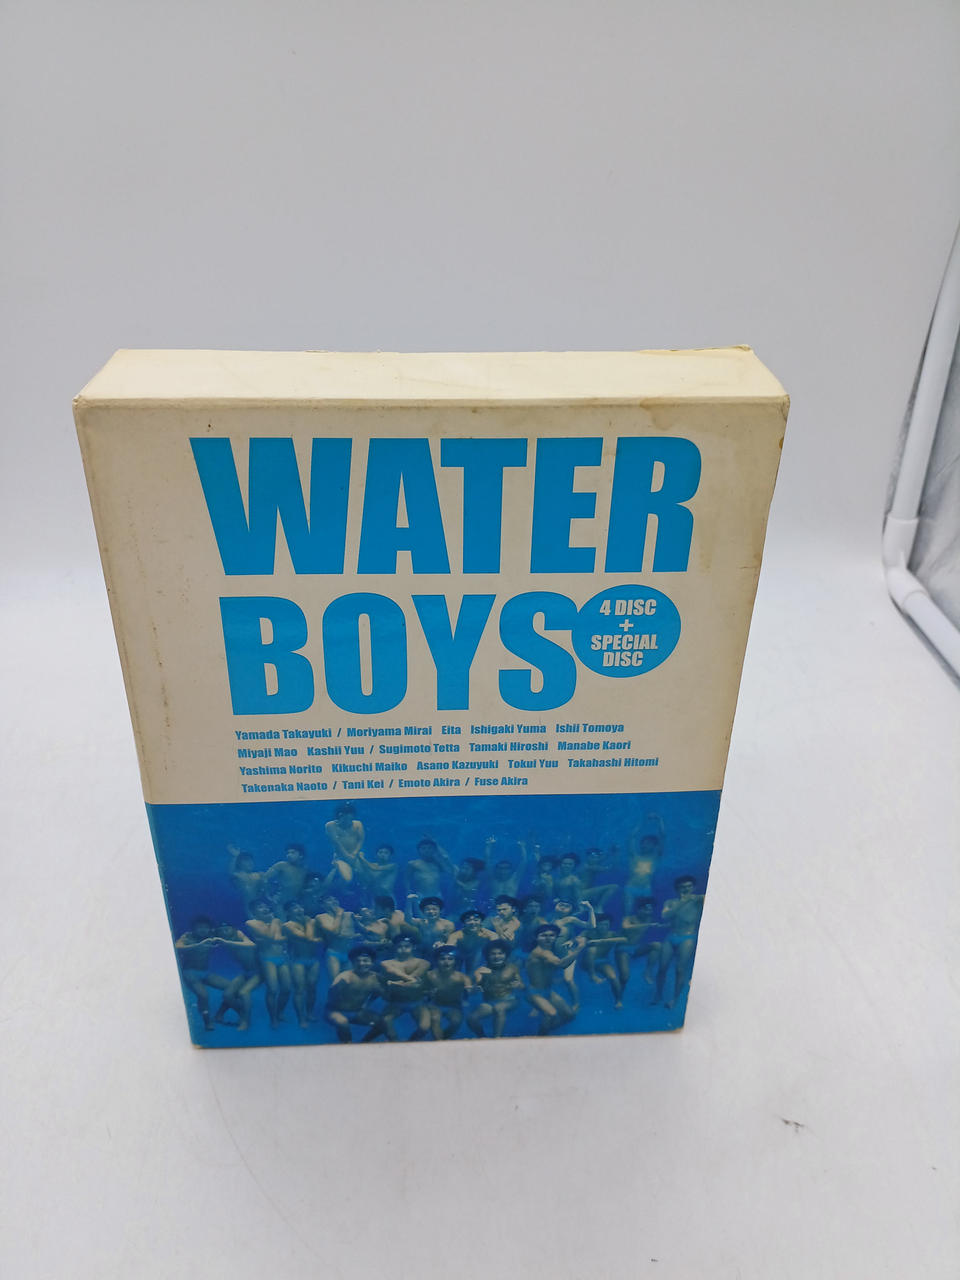 WATER
BOYS
4 DISC
+
SPECIAL
DISC
Yamada Takayuki / Moriyama Mirai Eita Ishigaki Yuma Ishii Tomoya
Miyaji Mao Kashii Yuu / Sugimoto Tetta Tamaki Hiroshi Manabe Kaori
Yashima Norito Kikuchi Maiko Asano Kazuyuki Tokui Yuu Takahashi Hitomi
Takenaka Naoto / Tani Kei / Emoto Akira / Fuse Akira